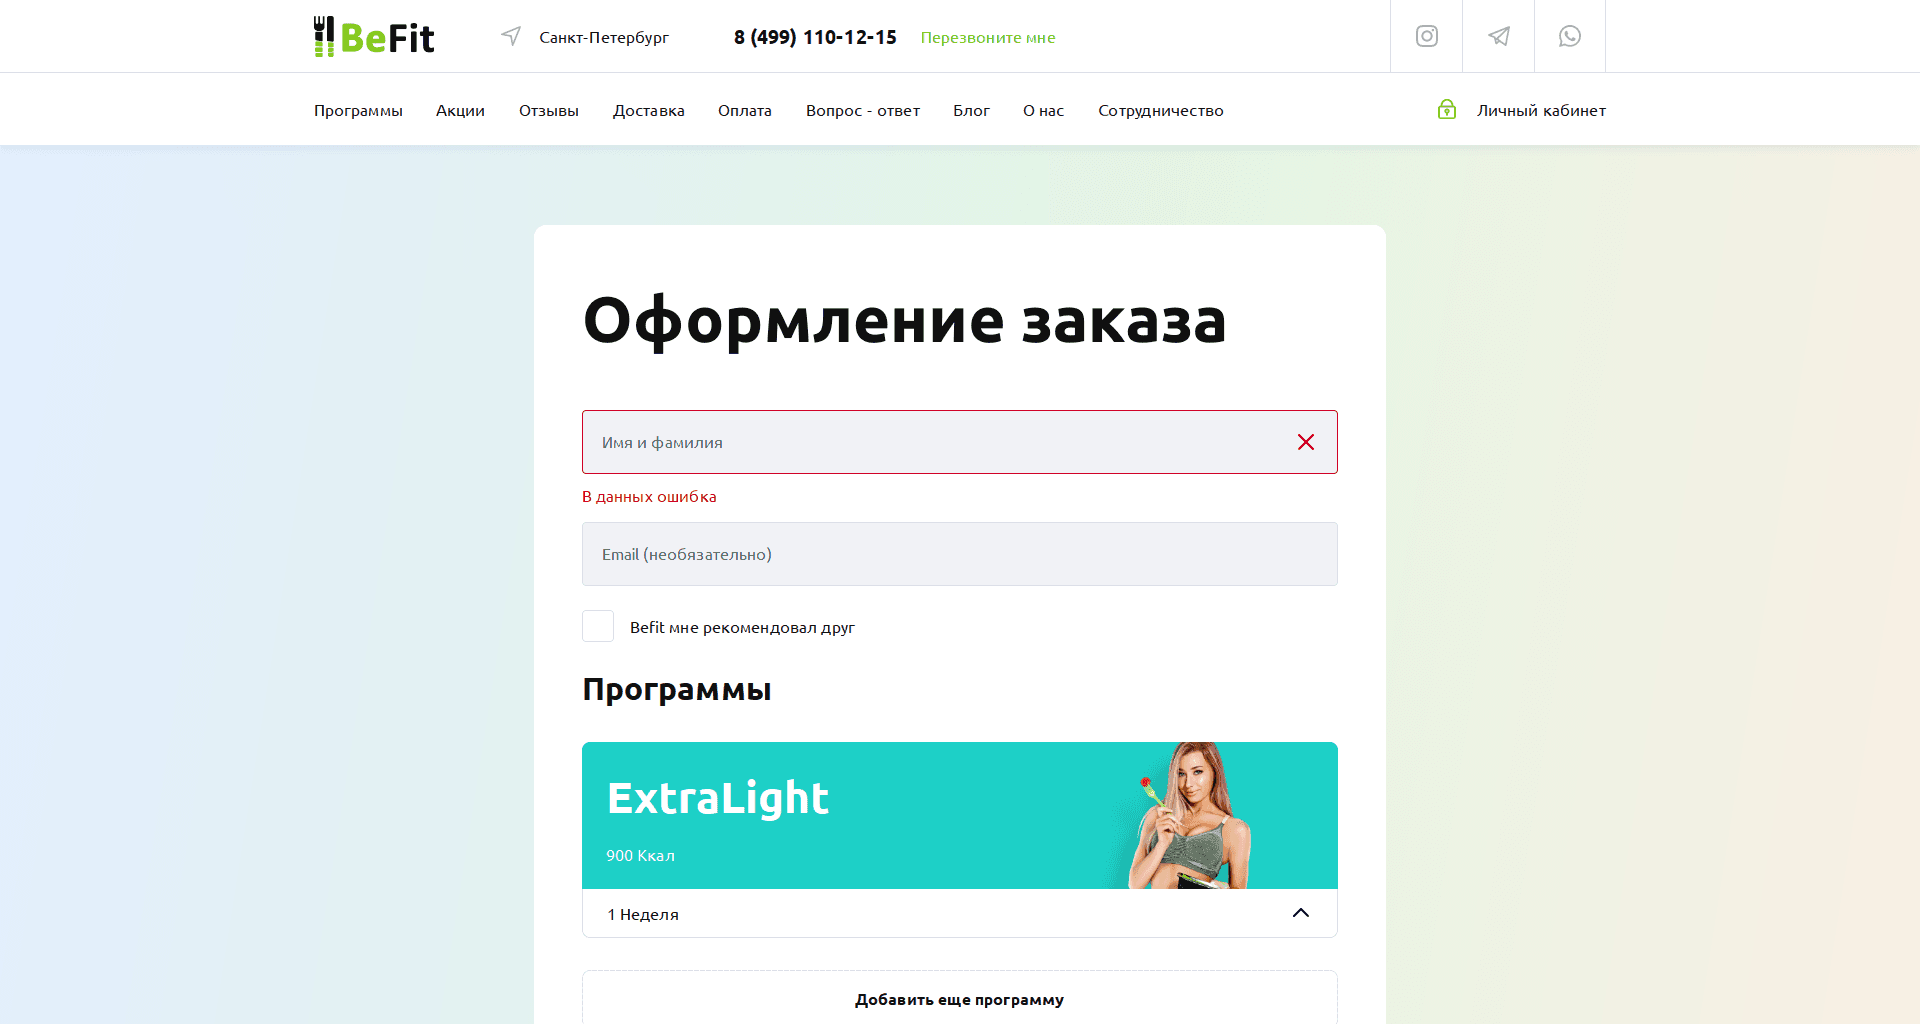 BeFit
Санкт-Петербург
8 (499) 110-12-15
Перезвоните мне
Программы
Акции
Отзывы
Доставка
Оплата
Вопрос - ответ
Блог
О нас
Сотрудничество
Личный кабинет
Оформление заказа
Имя и фамилия
В данных ошибка
Email (необязательно)
Befit мне рекомендовал друг
Программы
ExtraLight
900 Ккал
1 Неделя
Добавить еще программу